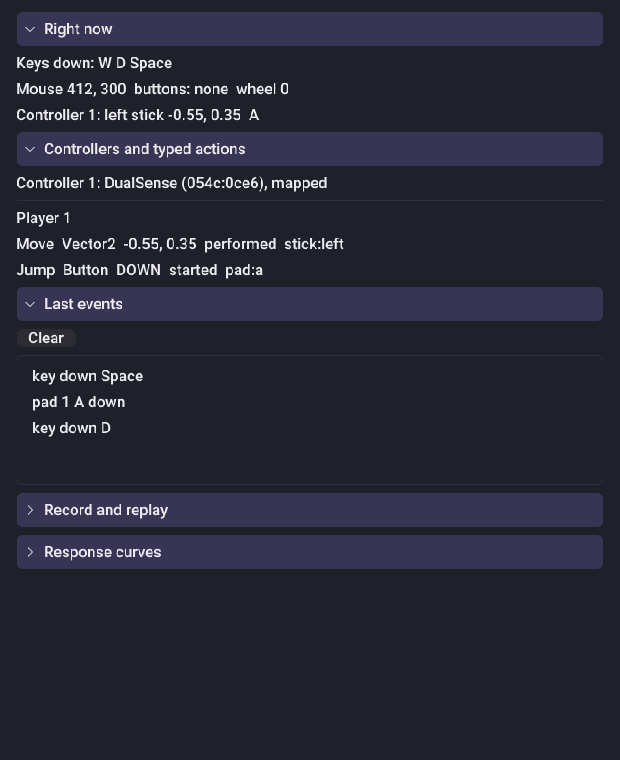 Right now
Keys down: W D Space
Mouse 412, 300  buttons: none  wheel 0
Controller 1: left stick -0.55, 0.35  A
Controllers and typed actions
Controller 1: DualSense (054c:0ce6), mapped
Player 1
Move  Vector2  -0.55, 0.35  performed  stick:left
Jump  Button  DOWN  started  pad:a
Last events
Clear
key down Space
pad 1 A down
key down D
Record and replay
Response curves